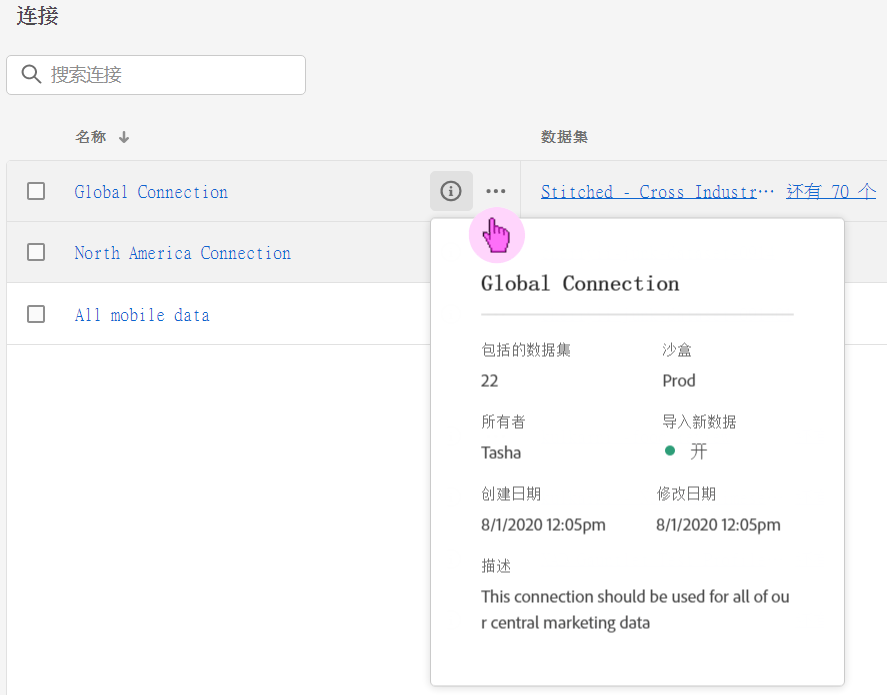 连接
搜索连接
名称 数据集
Global Connection Stitched - Cross Industr··· 还有 70 个
North America Connection
All mobile data
Global Connection
包括的数据集 沙盒
22 Prod
所有者 导入新数据
Tasha 开
创建日期 修改日期
8/1/2020 12:05pm 8/1/2020 12:05pm
描述
This connection should be used for all of ou
r central marketing data